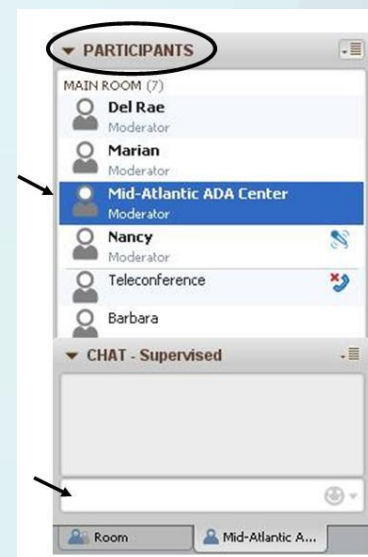 PARTICIPANTS
MAIN ROOM (7)
Del Rae
Moderator
Marian
Moderator
Mid-Atlantic ADA Center
Moderator
Nancy
Moderator
Teleconference
Barbara
CHAT - Supervised
Room
Mid-Atlantic A...